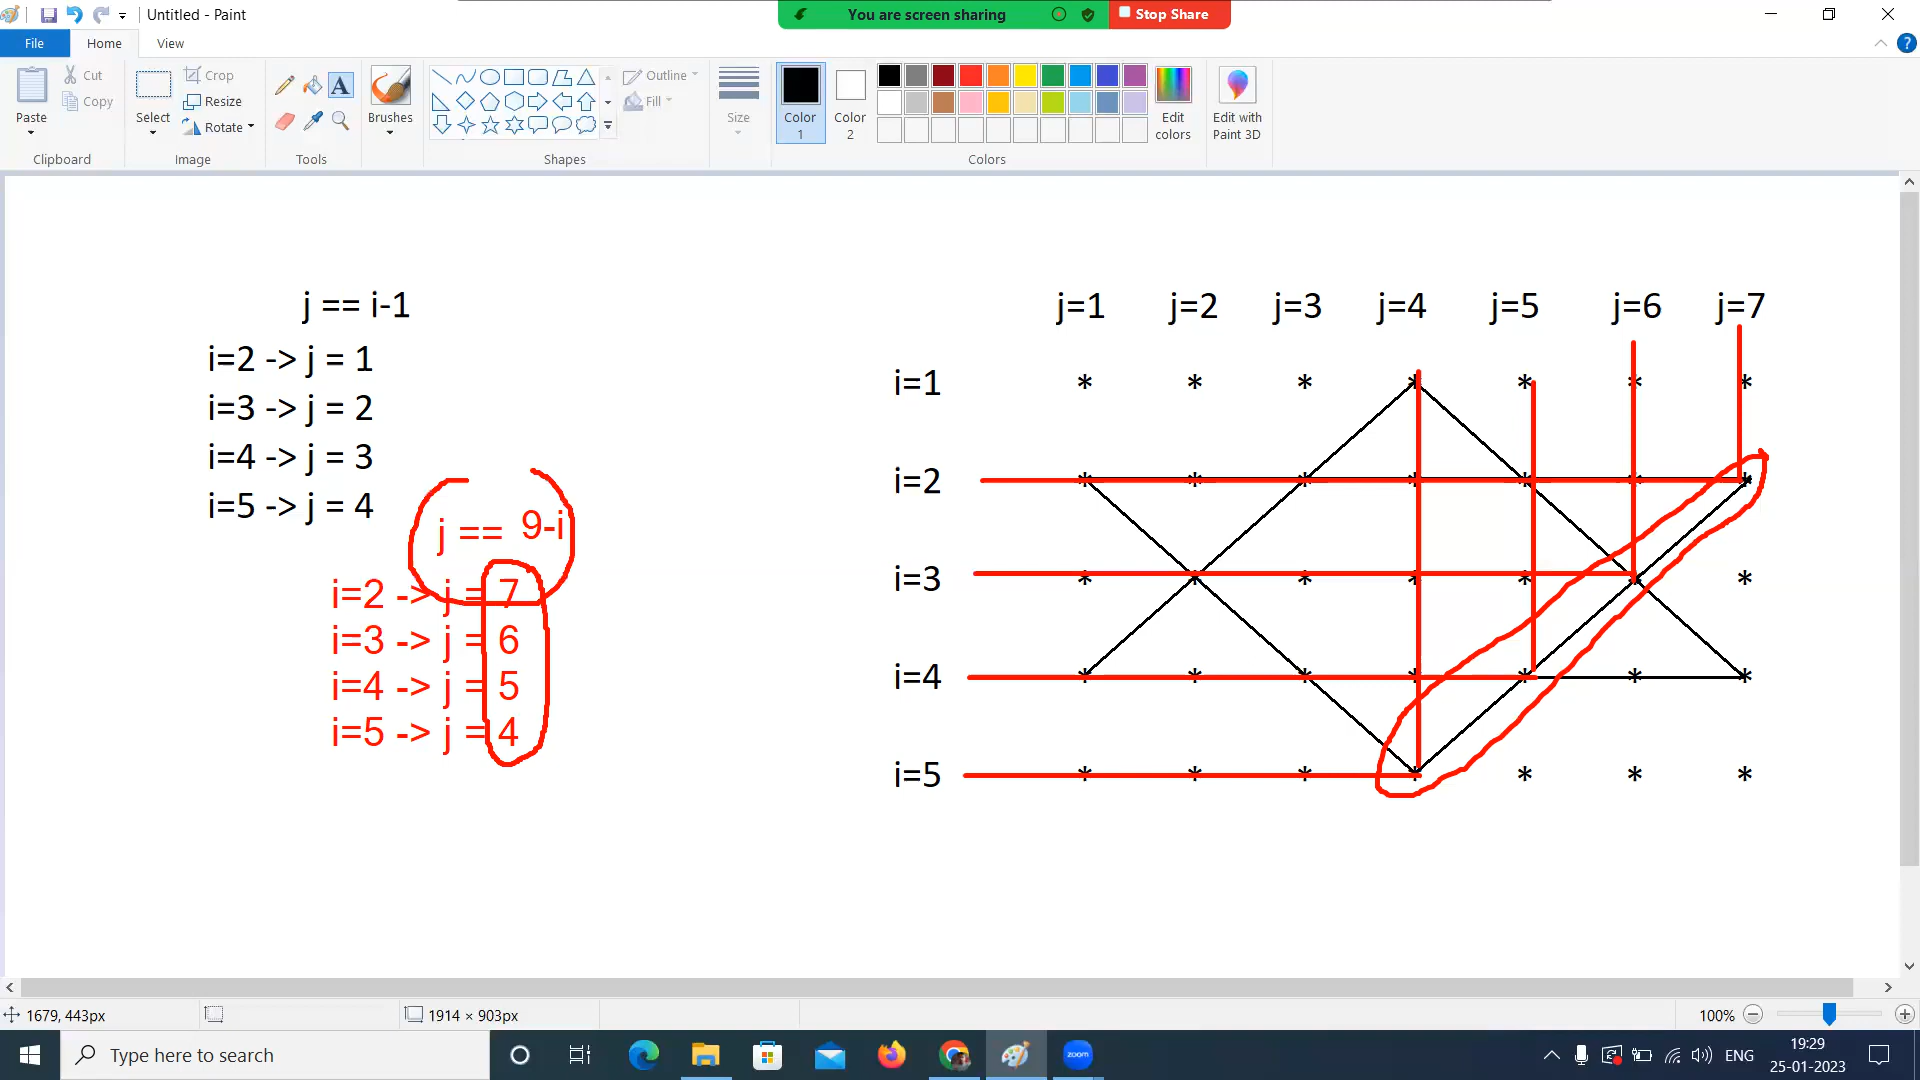 Untitled - Paint
You are screen sharing
Stop Share
File
Home
View
Paste
Cut
Copy
Clipboard
Select
Crop
Resize
Rotate
Image
A
Tools
Brushes
Outline
Fill
Shapes
Size
Color 1
Color 2
Edit colors
Colors
Edit with Paint 3D
?
j == i-1
i=2 -> j = 1
i=3 -> j = 2
i=4 -> j = 3
i=5 -> j = 4
j == 9-i
i=2 -> j = 7
i=3 -> j = 6
i=4 -> j = 5
i=5 -> j = 4
j=1 j=2 j=3 j=4 j=5 j=6 j=7
i=1 * * * * * * *
i=2 * * * * * * *
i=3 * * * * * * *
i=4 * * * * * * *
i=5 * * * * * * *
1679, 443px
1914 × 903px
100%
Type here to search
zoom
ENG
19:29
25-01-2023